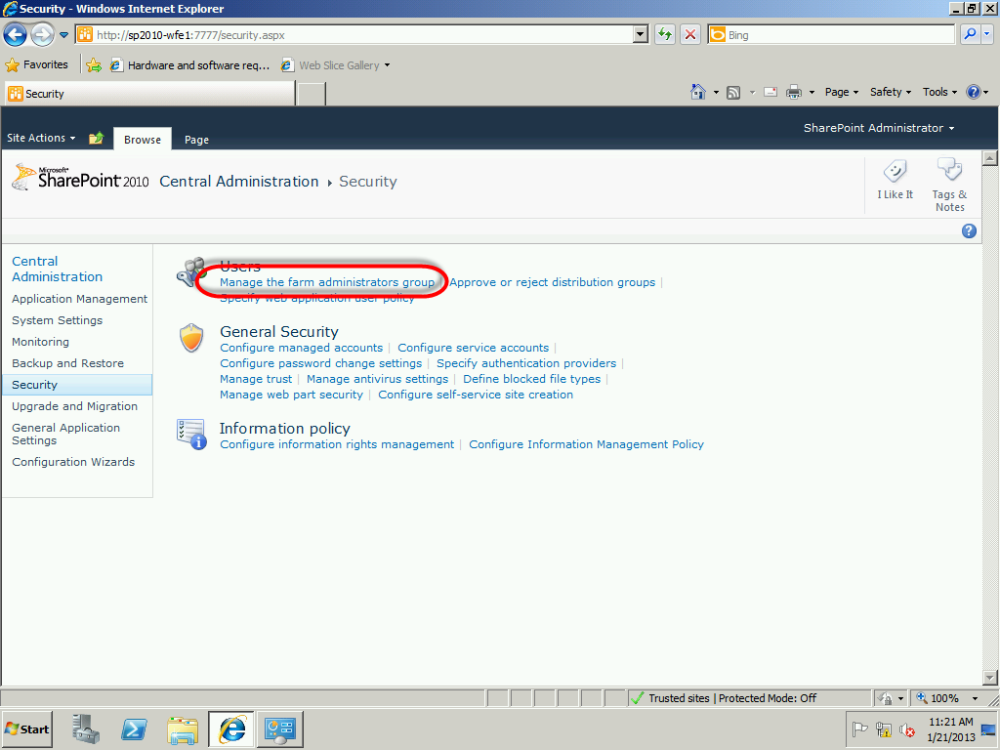 Security - Windows Internet Explorer
http://sp2010-wfe1:7777/security.aspx
Bing
Favorites
Hardware and software req...
Web Slice Gallery
Security
Page
Safety
Tools
Site Actions
Browse
Page
SharePoint Administrator
Microsoft®
SharePoint 2010
Central Administration
Security
I Like It
Tags &
Notes
Central
Administration
Application Management
System Settings
Monitoring
Backup and Restore
Security
Upgrade and Migration
General Application
Settings
Configuration Wizards
Users
Manage the farm administrators group | Approve or reject distribution groups |
Specify web application user policy
General Security
Configure managed accounts | Configure service accounts |
Configure password change settings | Specify authentication providers |
Manage trust | Manage antivirus settings | Define blocked file types |
Manage web part security | Configure self-service site creation
Information policy
Configure information rights management | Configure Information Management Policy
Trusted sites | Protected Mode: Off
100%
Start
11:21 AM
1/21/2013